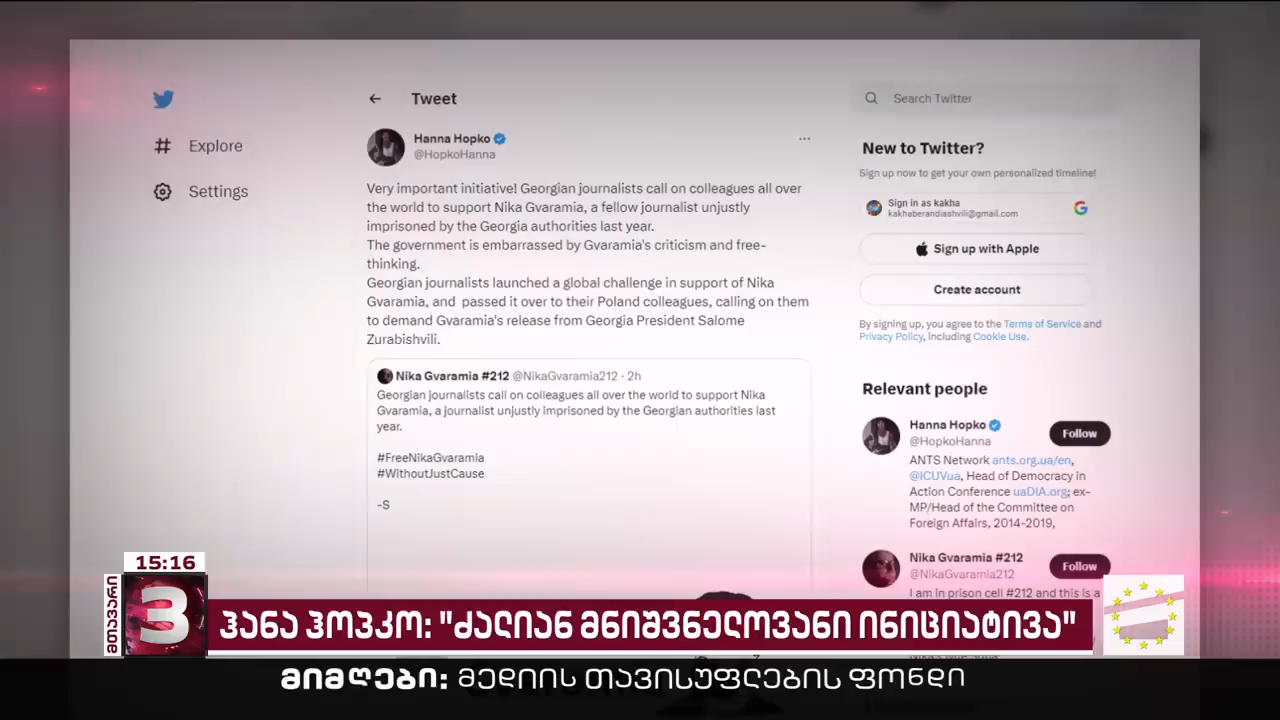 Explore
Settings
Tweet
Hanna Hopko
@HopkoHanna
Very important initiative! Georgian journalists call on colleagues all over
the world to support Nika Gvaramia, a fellow journalist unjustly
imprisoned by the Georgia authorities last year.
The government is embarrassed by Gvaramia's criticism and free-
thinking.
Georgian journalists launched a global challenge in support of Nika
Gvaramia, and passed it over to their Poland colleagues, calling on them
to demand Gvaramia's release from Georgia President Salome
Zurabishvili.
Nika Gvaramia #212 @NikaGvaramia212 · 2h
Georgian journalists call on colleagues all over the world to support Nika
Gvaramia, a journalist unjustly imprisoned by the Georgian authorities last
year.
#FreeNikaGvaramia
#WithoutJustCause
-S
Search Twitter
New to Twitter?
Sign up now to get your own personalized timeline!
Sign in as kakha
kakhaberandiashvili@gmail.com
Sign up with Apple
Create account
By signing up, you agree to the Terms of Service and
Privacy Policy, including Cookie Use.
Relevant people
Hanna Hopko
@HopkoHanna
Follow
ANTS Network ants.org.ua/en,
@ICUVua, Head of Democracy in
Action Conference uaDIA.org; ex-
MP/Head of the Committee on
Foreign Affairs, 2014-2019,
Nika Gvaramia #212
@NikaGvaramia212
Follow
I am in prison cell #212 and this is a
15:16
მთავარი
ჰანა ჰოპკო: "ძალიან მნიშვნელოვანი ინიციატივა"
მიმღები: მედიის თავისუფლების ფონდი